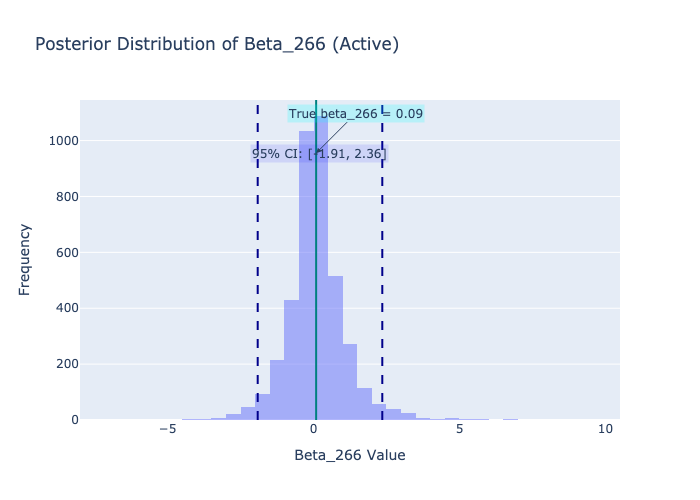 Posterior Distribution of Beta_266 (Active)
True beta_266 = 0.09
95% CI: [-1.91, 2.36]
1000
800
600
400
200
0
Frequency
−5
0
5
10
Beta_266 Value